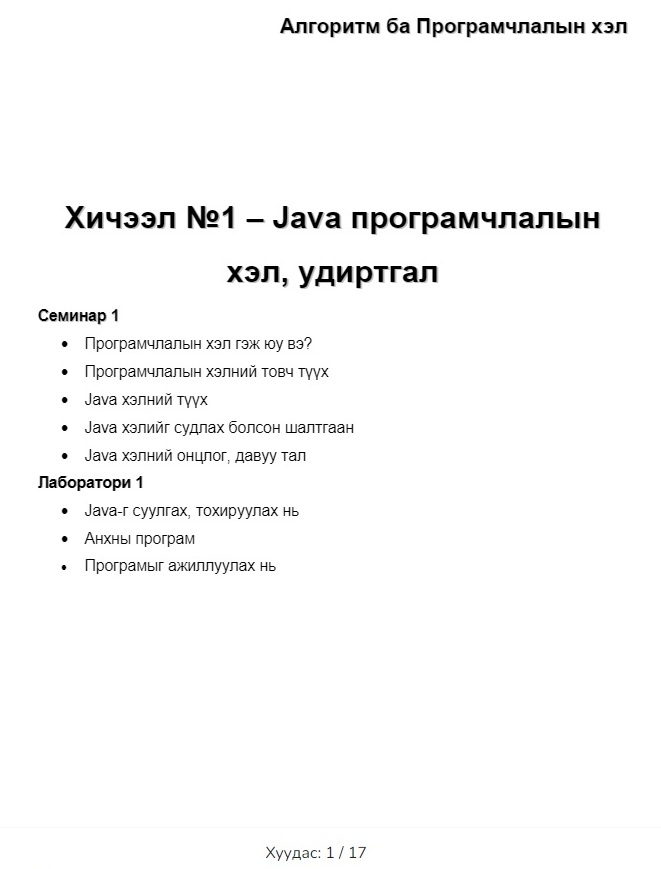 Алгоритм ба Програмчлалын хэл
Хичээл №1 – Java програмчлалын
хэл, удиртгал
Семинар 1
• Програмчлалын хэл гэж юу вэ?
• Програмчлалын хэлний товч түүх
• Java хэлний түүх
• Java хэлийг судлах болсон шалтгаан
• Java хэлний онцлог, давуу тал
Лаборатори 1
• Java-г суулгах, тохируулах нь
• Анхны програм
• Програмыг ажиллуулах нь
Хуудас: 1 / 17